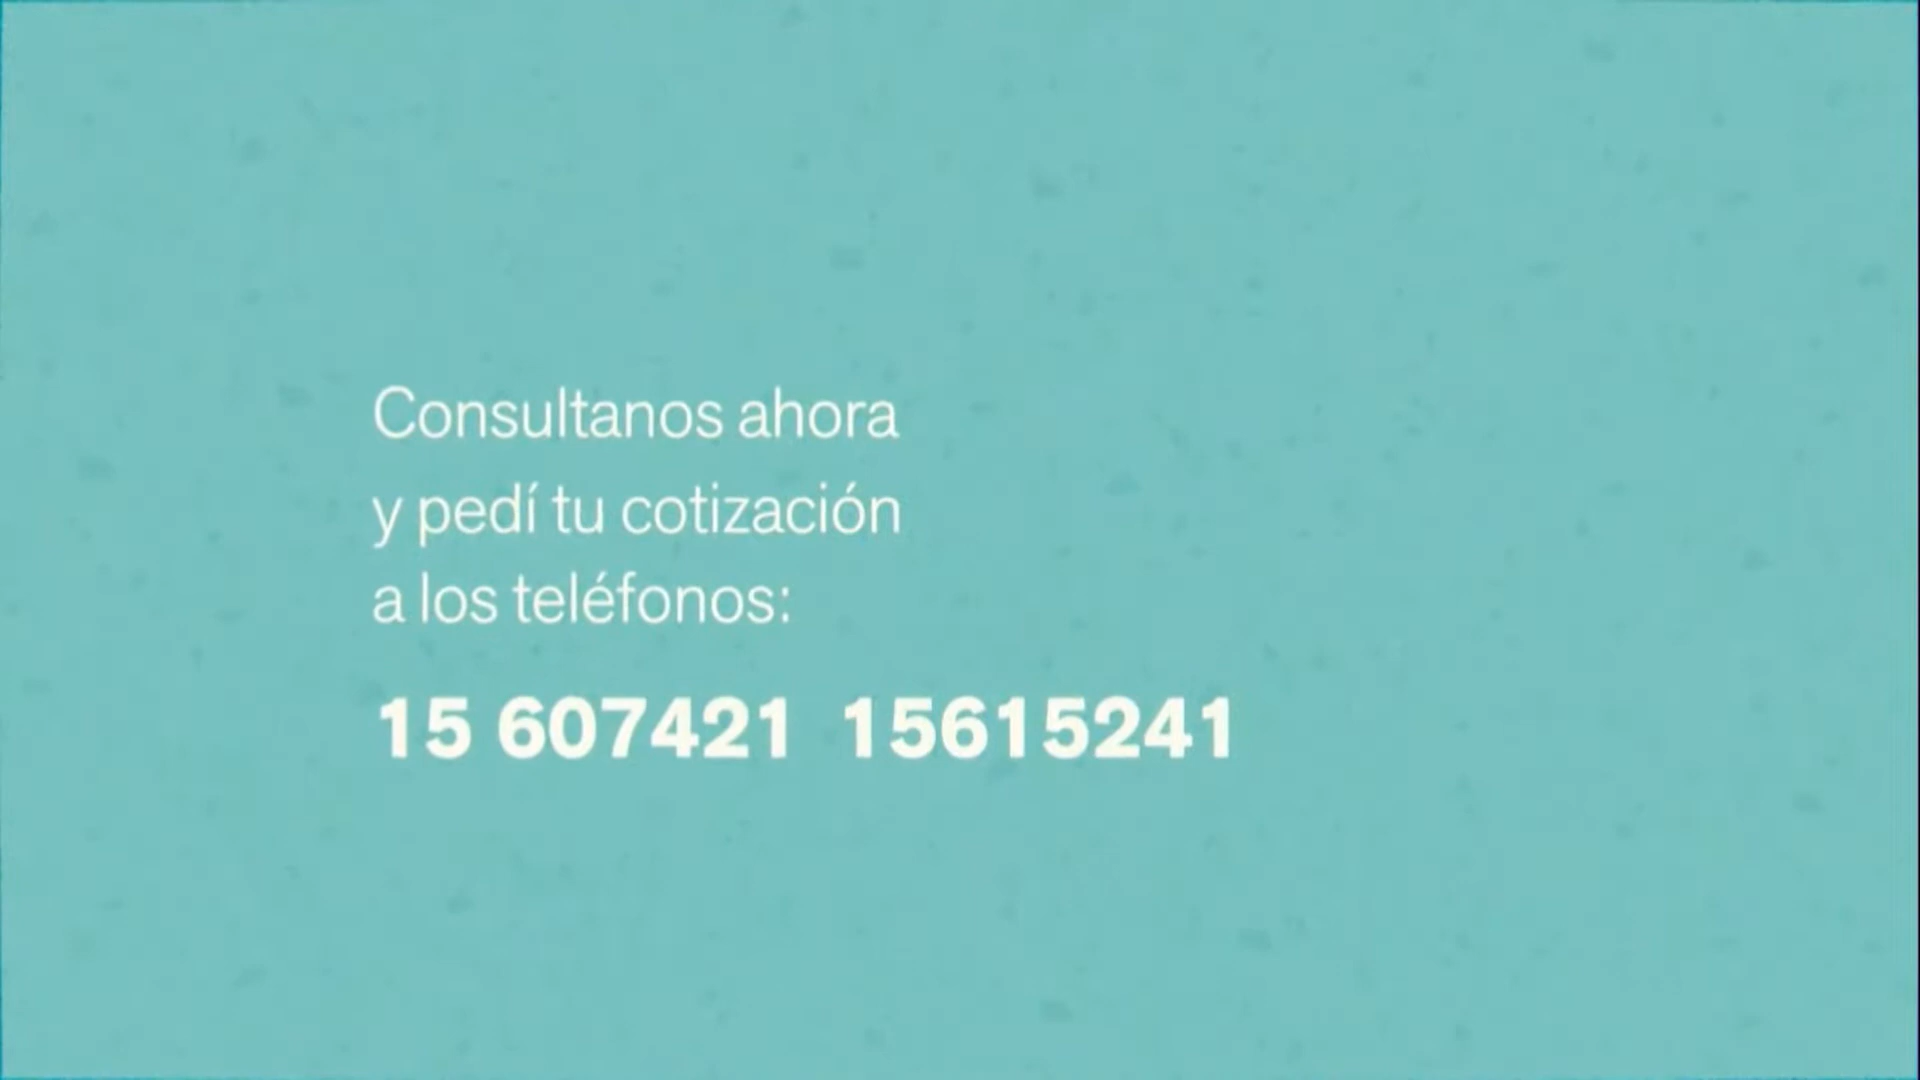 Consultanos ahora
y pedí tu cotización
a los teléfonos:
15 607421  15615241